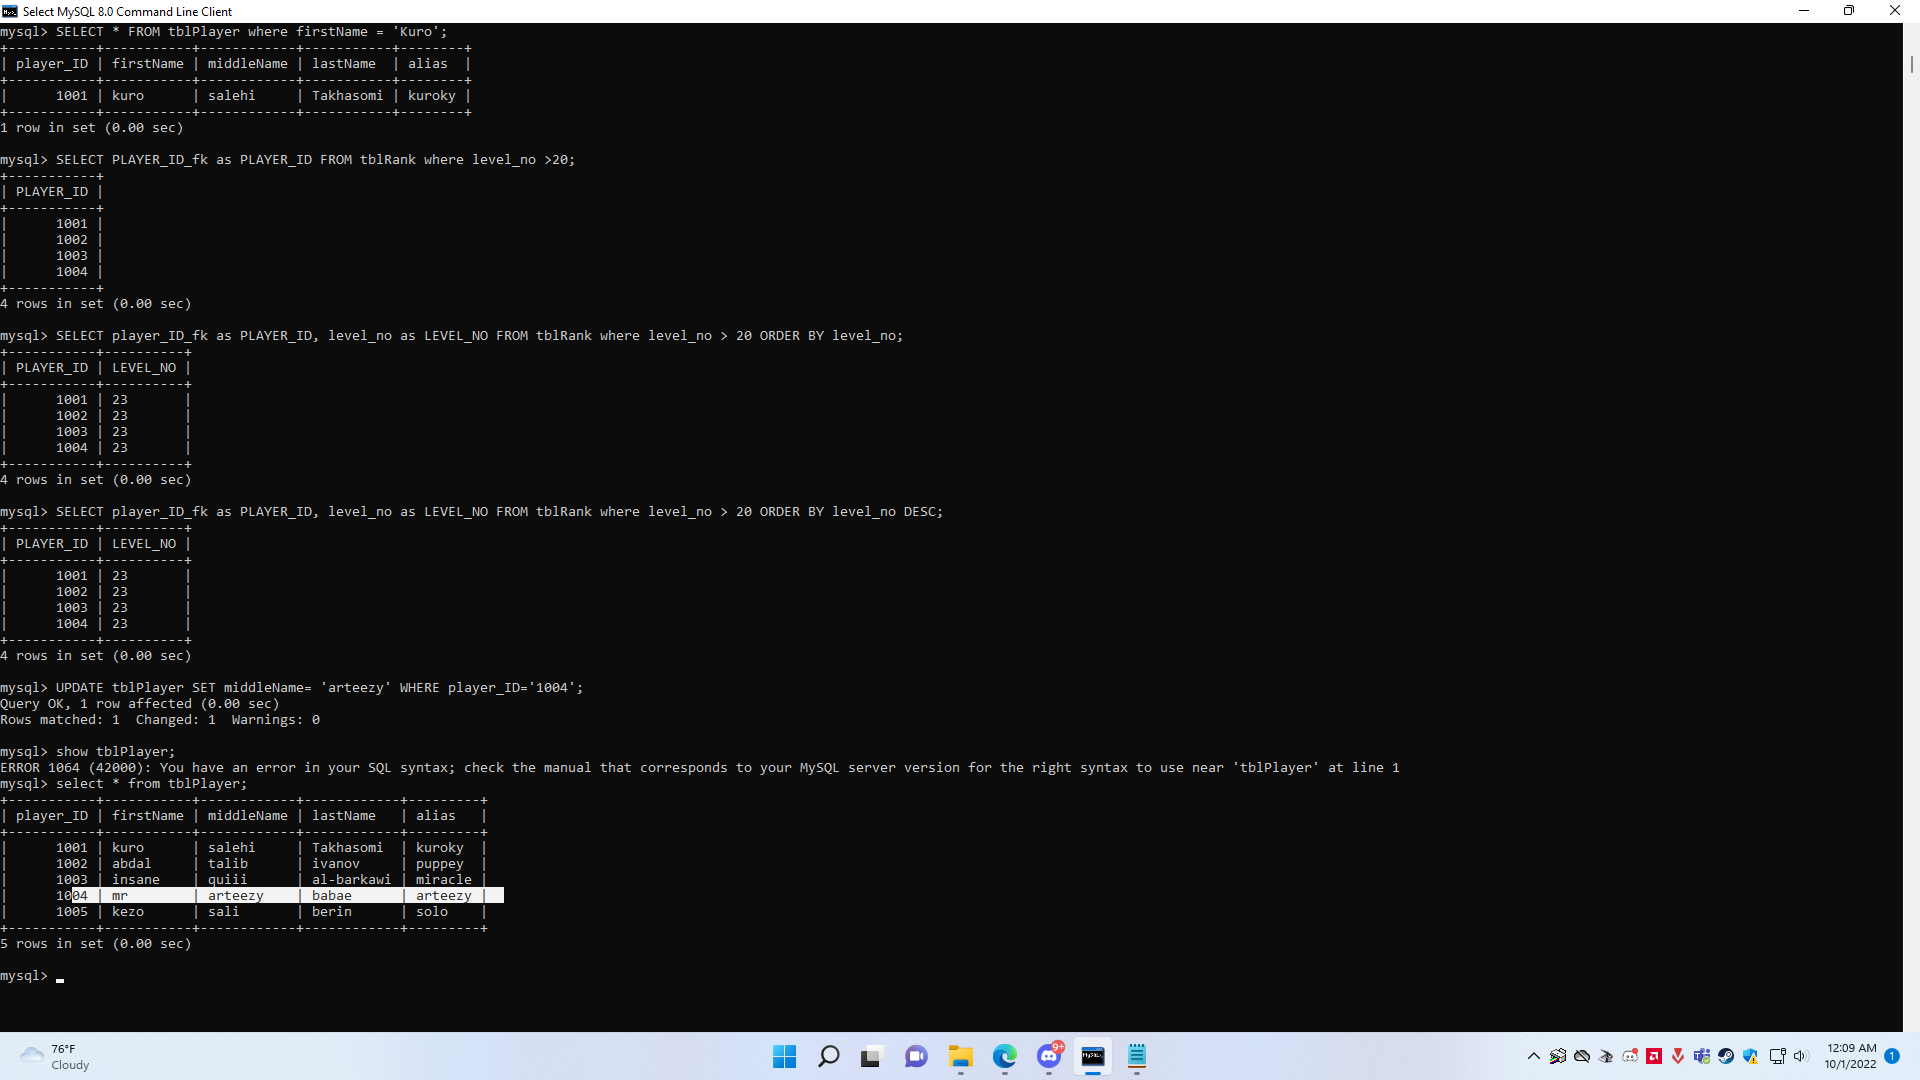 Select MySQL 8.0 Command Line Client
mysql> SELECT * FROM tblPlayer where firstName = 'Kuro';
+-----------+-----------+------------+-----------+--------+
| player_ID | firstName | middleName | lastName  | alias  |
+-----------+-----------+------------+-----------+--------+
|      1001 | kuro      | salehi     | Takhasomi | kuroky |
+-----------+-----------+------------+-----------+--------+
1 row in set (0.00 sec)
mysql> SELECT PLAYER_ID_fk as PLAYER_ID FROM tblRank where level_no >20;
+-----------+
| PLAYER_ID |
+-----------+
|      1001 |
|      1002 |
|      1003 |
|      1004 |
+-----------+
4 rows in set (0.00 sec)
mysql> SELECT player_ID_fk as PLAYER_ID, level_no as LEVEL_NO FROM tblRank where level_no > 20 ORDER BY level_no;
+-----------+----------+
| PLAYER_ID | LEVEL_NO |
+-----------+----------+
|      1001 | 23       |
|      1002 | 23       |
|      1003 | 23       |
|      1004 | 23       |
+-----------+----------+
4 rows in set (0.00 sec)
mysql> SELECT player_ID_fk as PLAYER_ID, level_no as LEVEL_NO FROM tblRank where level_no > 20 ORDER BY level_no DESC;
+-----------+----------+
| PLAYER_ID | LEVEL_NO |
+-----------+----------+
|      1001 | 23       |
|      1002 | 23       |
|      1003 | 23       |
|      1004 | 23       |
+-----------+----------+
4 rows in set (0.00 sec)
mysql> UPDATE tblPlayer SET middleName= 'arteezy' WHERE player_ID='1004';
Query OK, 1 row affected (0.00 sec)
Rows matched: 1  Changed: 1  Warnings: 0
mysql> show tblPlayer;
ERROR 1064 (42000): You have an error in your SQL syntax; check the manual that corresponds to your MySQL server version for the right syntax to use near 'tblPlayer' at line 1
mysql> select * from tblPlayer;
+-----------+-----------+------------+------------+---------+
| player_ID | firstName | middleName | lastName   | alias   |
+-----------+-----------+------------+------------+---------+
|      1001 | kuro      | salehi     | Takhasomi  | kuroky  |
|      1002 | abdal     | talib      | ivanov     | puppey  |
|      1003 | insane    | quiii      | al-barkawi | miracle |
|      1004 | mr        | arteezy    | babae      | arteezy |
|      1005 | kezo      | sali       | berin      | solo    |
+-----------+-----------+------------+------------+---------+
5 rows in set (0.00 sec)
mysql>
76°F
Cloudy
9+
MySQL
12:09 AM
10/1/2022
1